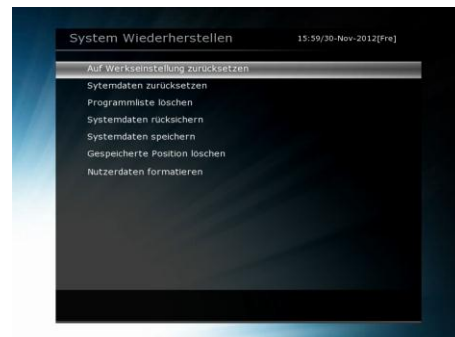 System Wiederherstellen 15:59/30-Nov-2012[Fre]
Auf Werkseinstellung zurücksetzen
Sytemdaten zurücksetzen
Programmliste löschen
Systemdaten rücksichern
Systemdaten speichern
Gespeicherte Position löschen
Nutzerdaten formatieren